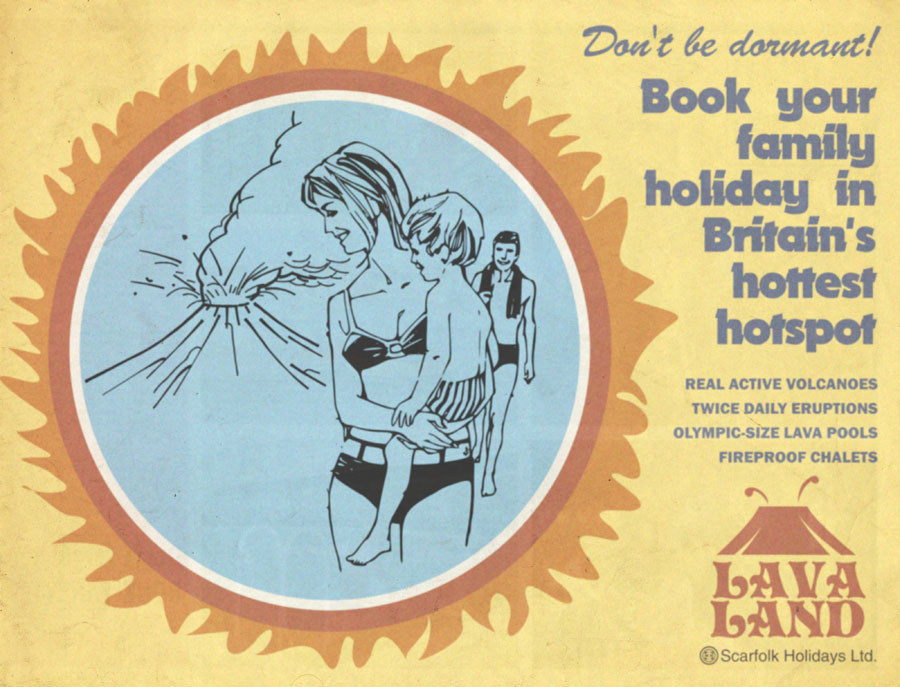 Don't be dormant!
Book your
family
holiday in
Britain's
hottest
hotspot
REAL ACTIVE VOLCANOES
TWICE DAILY ERUPTIONS
OLYMPIC-SIZE LAVA POOLS
FIREPROOF CHALETS
LAVA
LAND
Scarfolk Holidays Ltd.